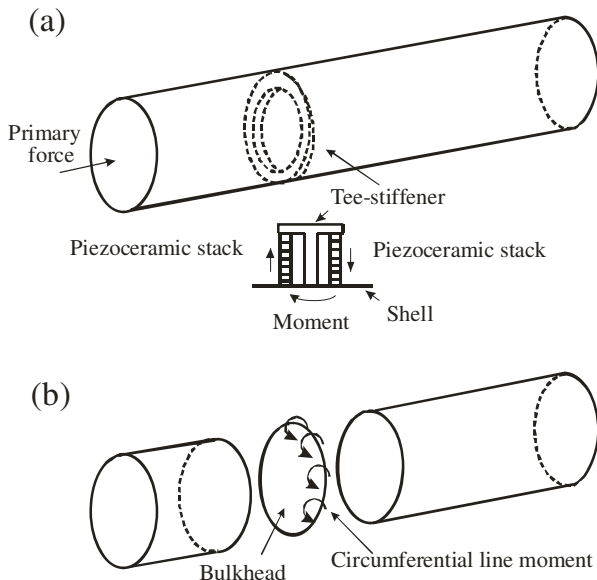 (a)
Primary
force
Tee-stiffener
Piezoceramic stack
Piezoceramic stack
Moment
Shell
(b)
Bulkhead
Circumferential line moment